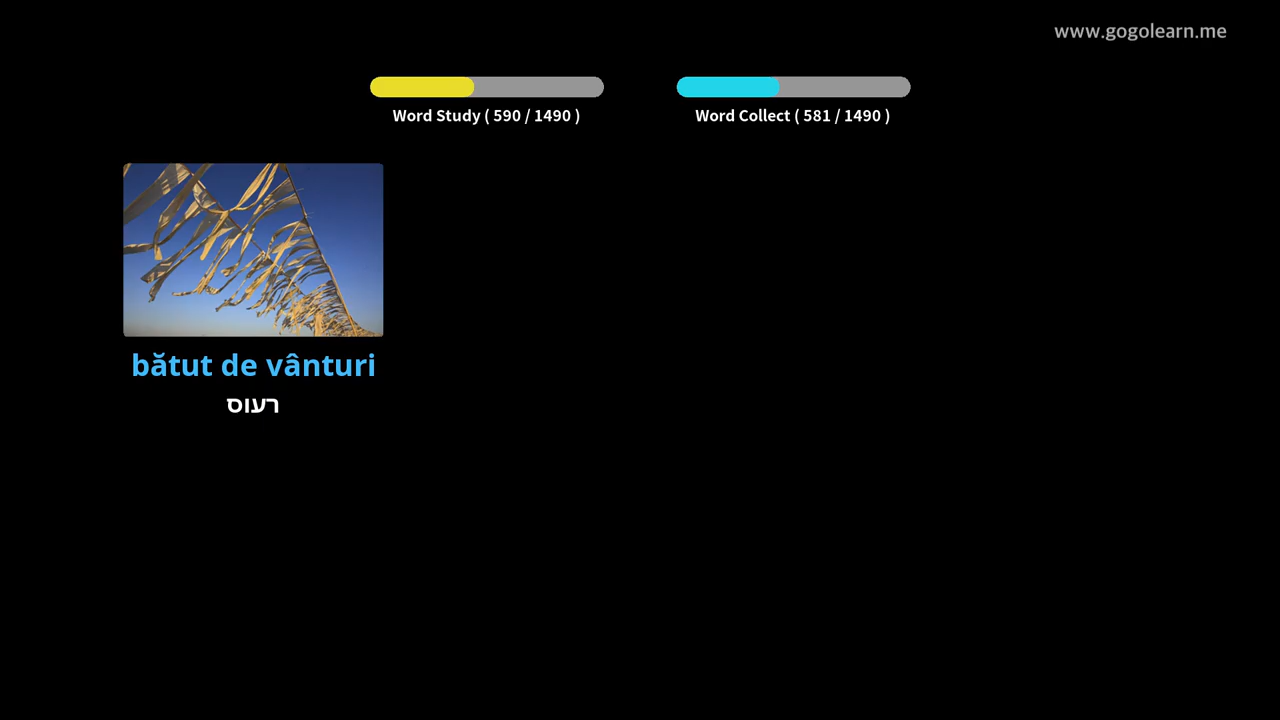 www.gogolearn.me
Word Study ( 590 / 1490 )
Word Collect ( 581 / 1490 )
bătut de vânturi
רעוס